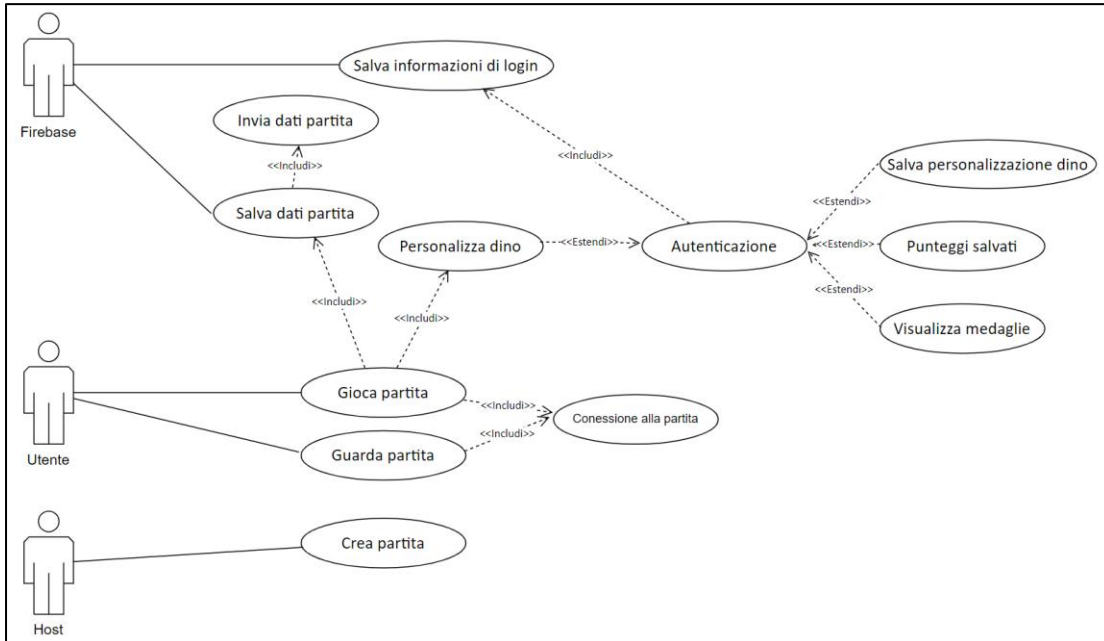 Salva informazioni di login
Firebase
Invia dati partita
<<Includi>>
<<Includi>>
Salva personalizzazione dino
Salva dati partita
<<Estendi>>
Personalizza dino
<<Estendi>>
Autenticazione
<<Estendi>>
Punteggi salvati
<<Estendi>>
<<Includi>>
<<Includi>>
Visualizza medaglie
Utente
Gioca partita
<<Includi>>
Conessione alla partita
<<Includi>>
Guarda partita
Host
Crea partita